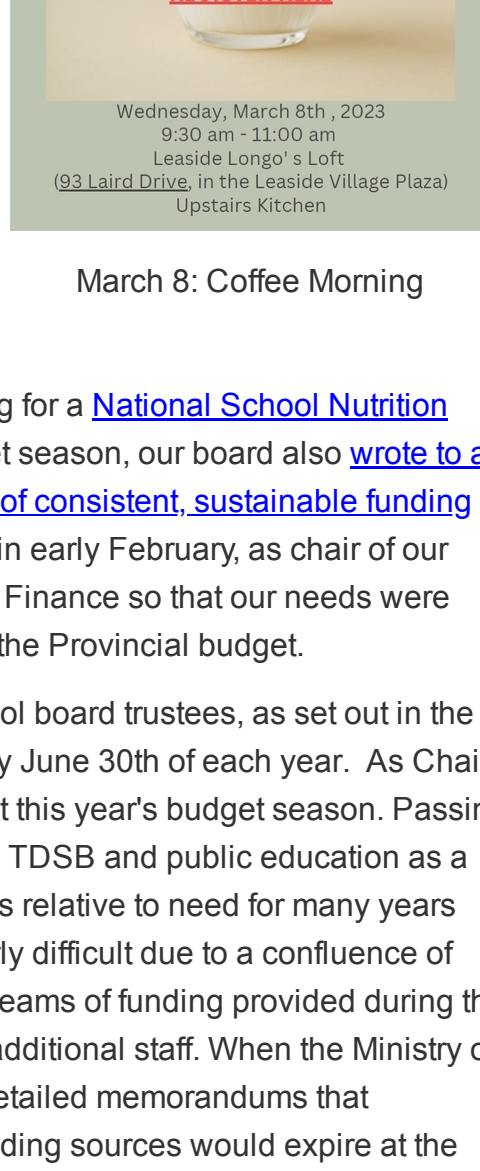 Wednesday, March 8th , 2023
9:30 am - 11:00 am
Leaside Longo' s Loft
(93 Laird Drive, in the Leaside Village Plaza)
Upstairs Kitchen
March 8: Coffee Morning
g for a National School Nutrition
et season, our board also wrote to a
of consistent, sustainable funding
in early February, as chair of our
Finance so that our needs were
the Provincial budget.
ol board trustees, as set out in the
y June 30th of each year.  As Chai
t this year's budget season. Passin
TDSB and public education as a
s relative to need for many years
rly difficult due to a confluence of
reams of funding provided during th
additional staff. When the Ministry o
etailed memorandums that
ding sources would expire at the